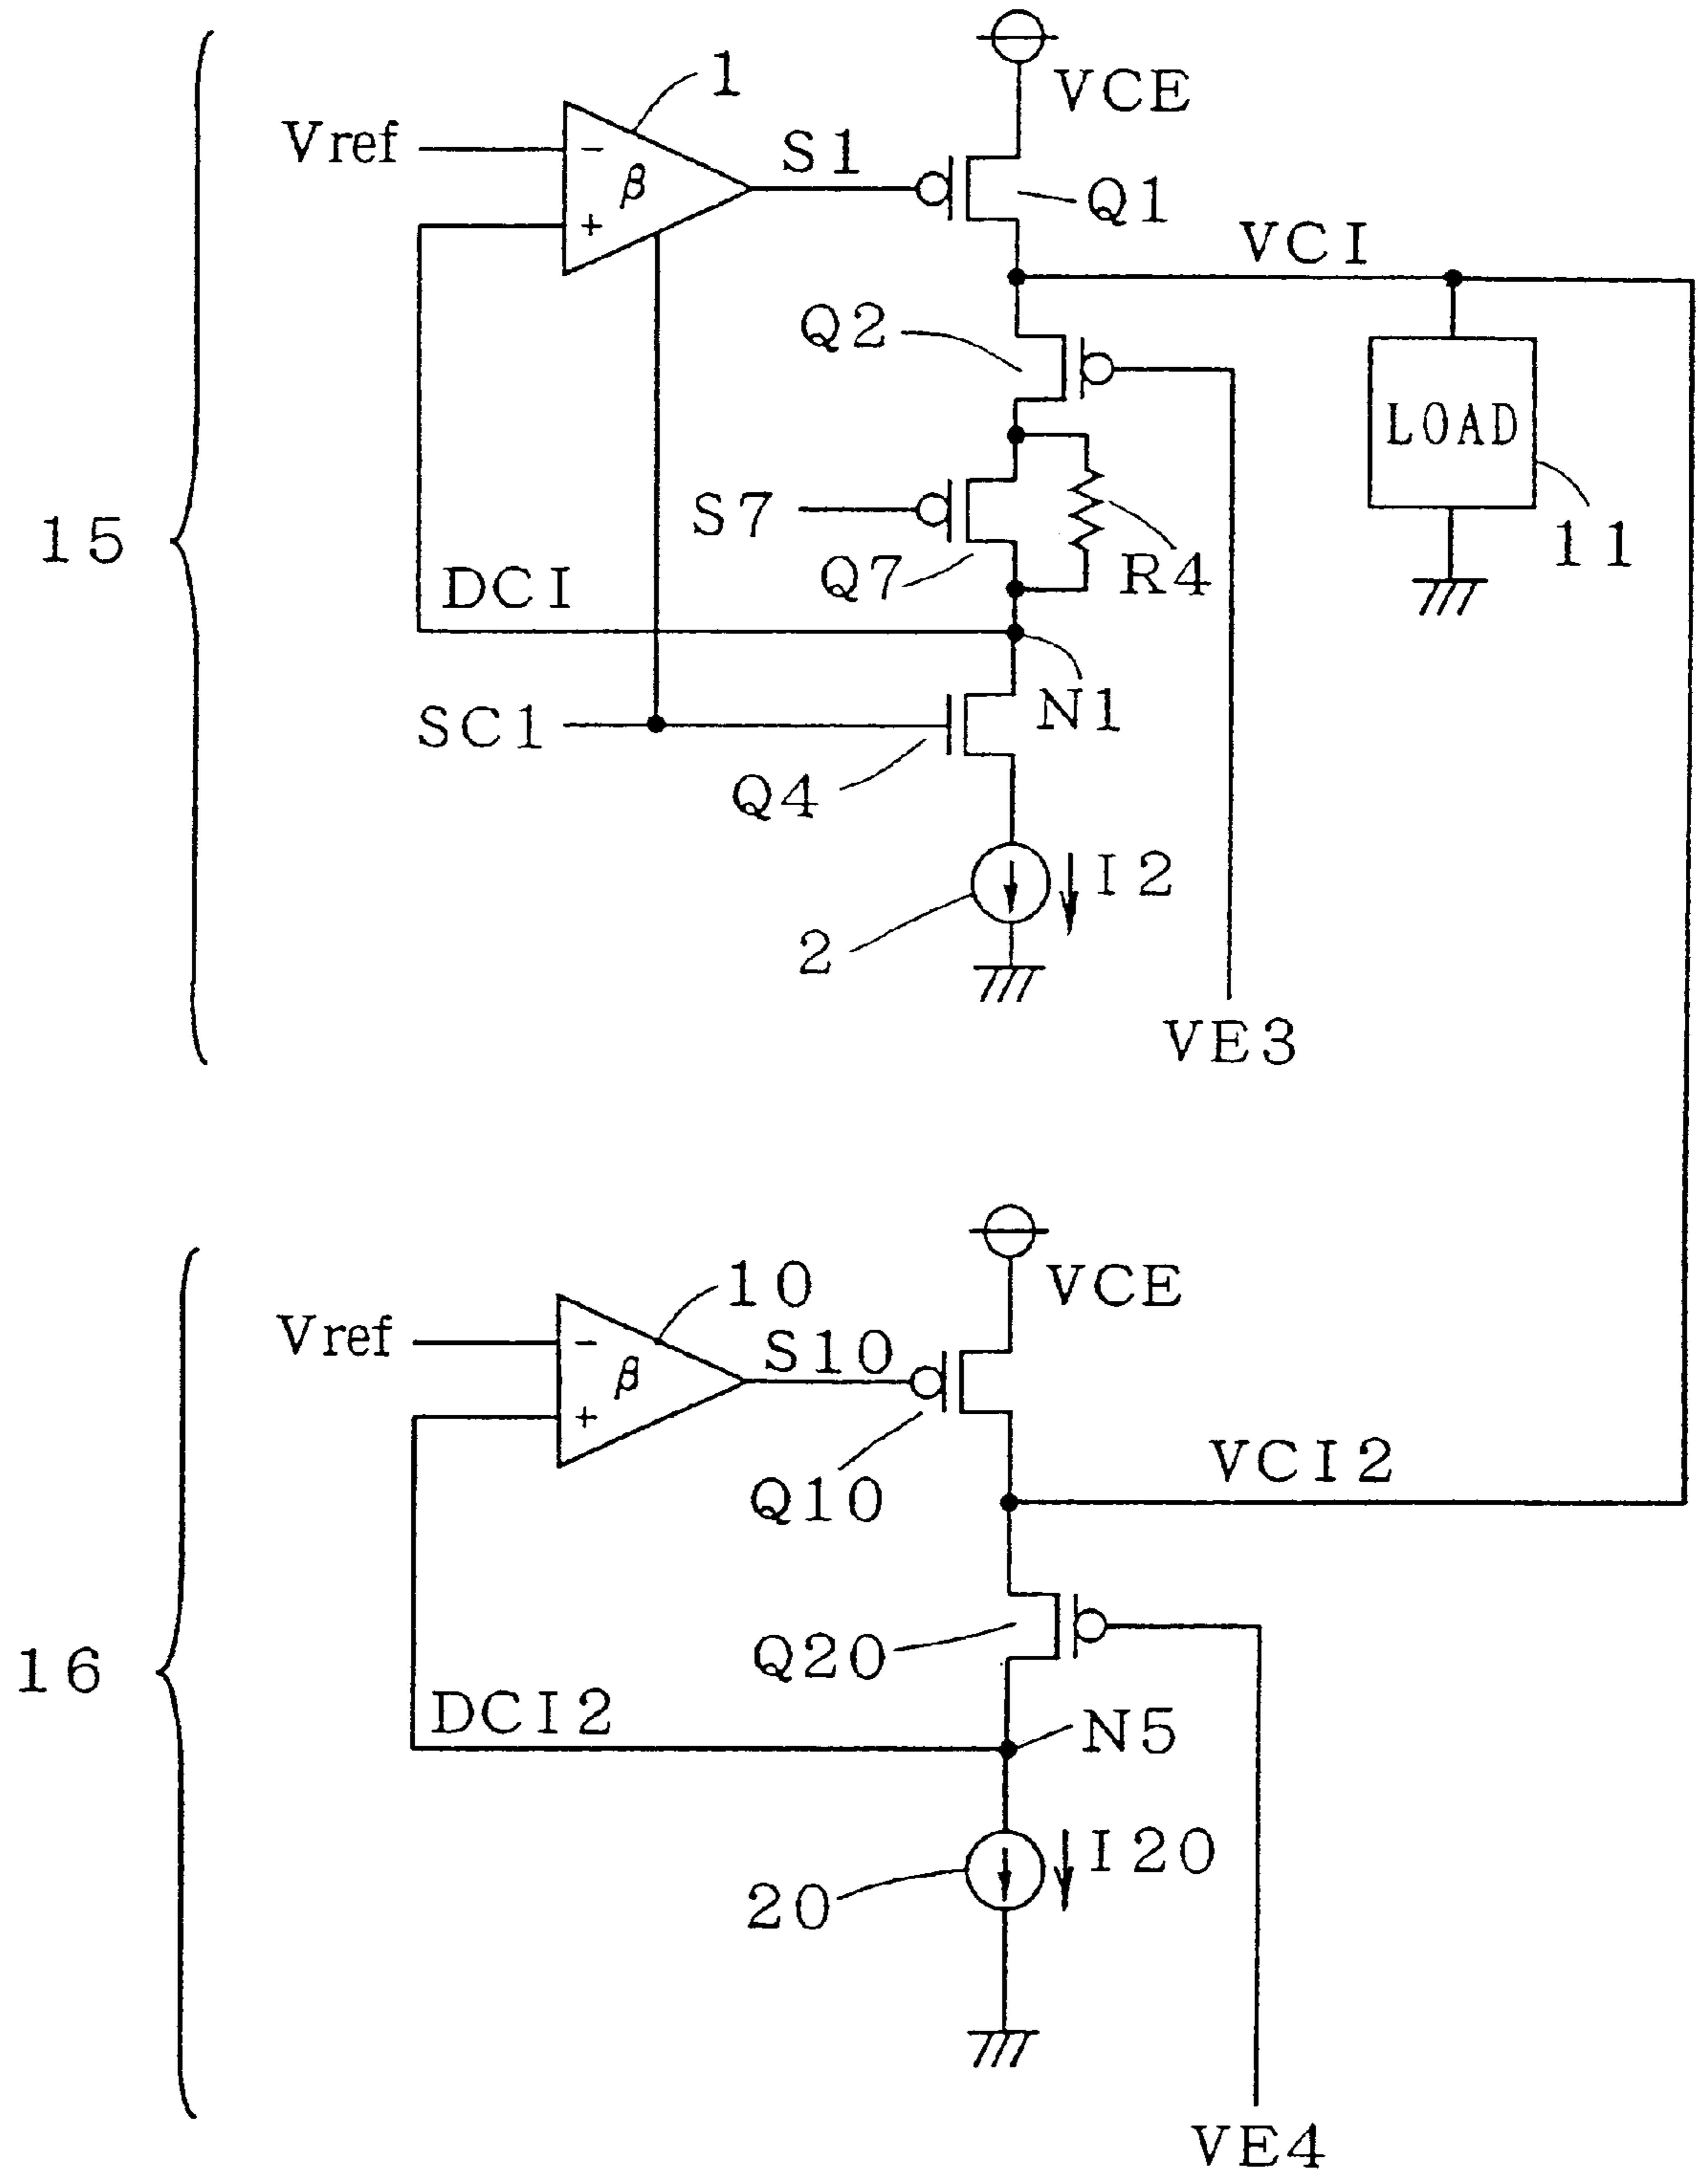 VCE
1
Vref
−
β
+
S1
Q1
VCI
Q2
LOAD
S7
15
Q7
R4
11
DCI
N1
SC1
Q4
I2
2
VE3
VCE
10
Vref
−
β
+
S10
Q10
VCI2
Q20
16
DCI2
N5
I20
20
VE4